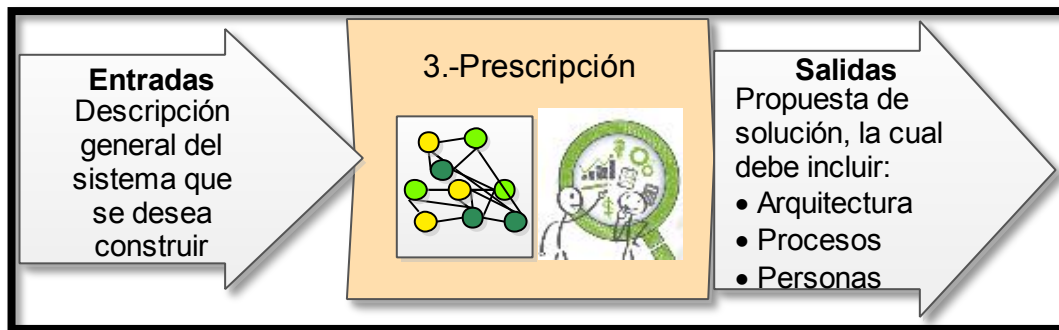 Entradas
Descripción
general del
sistema que
se desea
construir
3.-Prescripción
Salidas
Propuesta de
solución, la cual
debe incluir:
• Arquitectura
• Procesos
• Personas